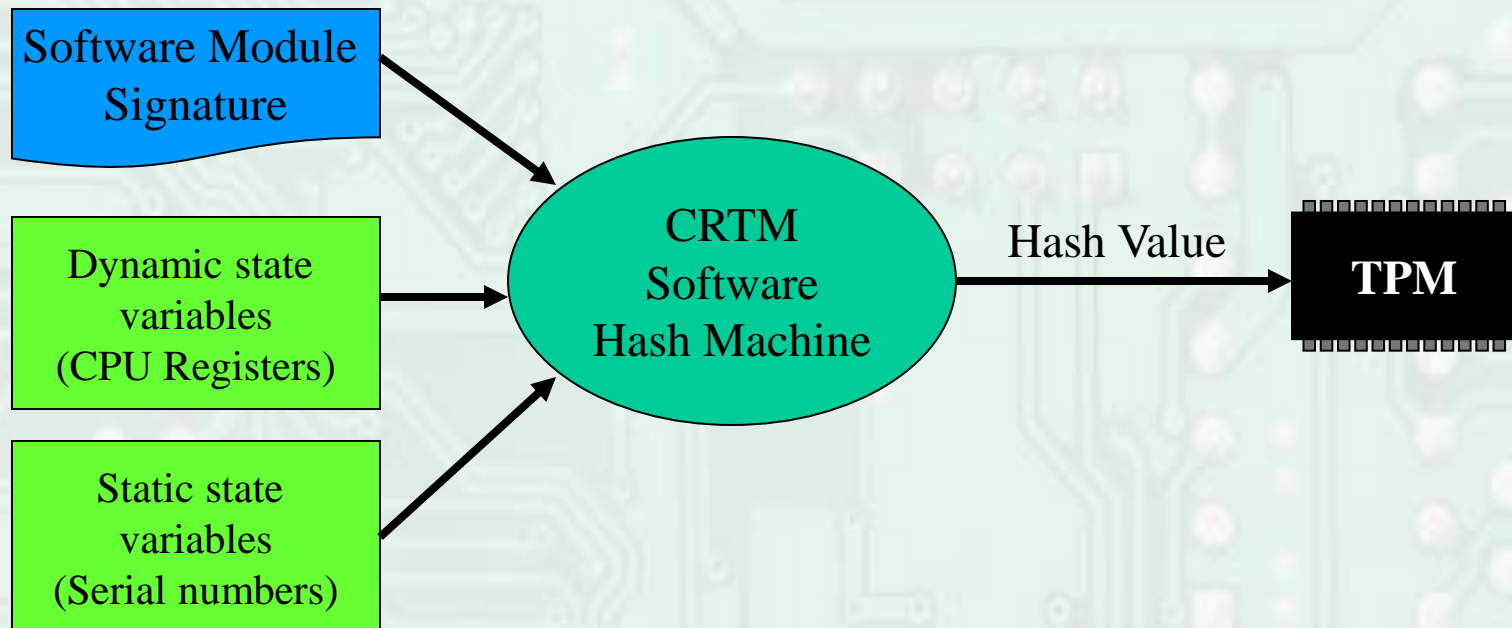 Software Module
Signature
Dynamic state
variables
(CPU Registers)
Static state
variables
(Serial numbers)
CRTM
Software
Hash Machine
Hash Value
TPM